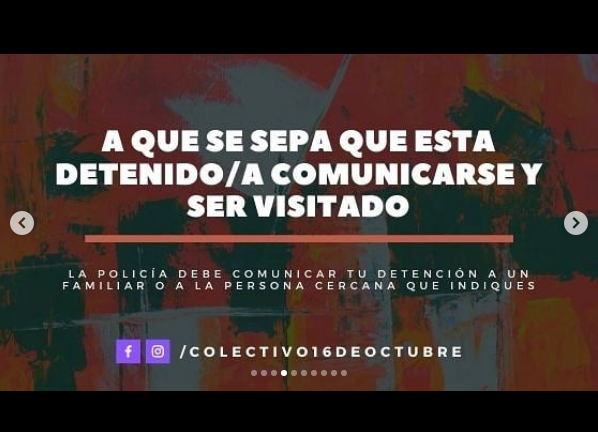 A QUE SE SEPA QUE ESTA
DETENIDO/A COMUNICARSE Y
SER VISITADO
LA POLICÍA DEBE COMUNICAR TU DETENCIÓN A UN
FAMILIAR O A LA PERSONA CERCANA QUE INDIQUES
/COLECTIVO16DEOCTUBRE